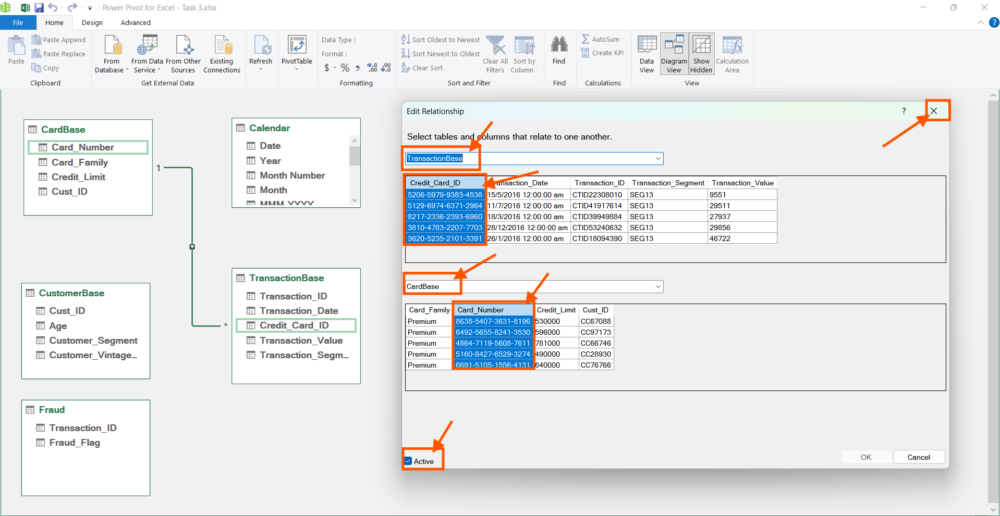 Power Pivot for Excel - Task 3.xlsx
File Home Design Advanced
?
Paste
Paste Append
Paste Replace
Copy
Clipboard
From
Database
From Data
Service
From Other
Sources
Existing
Connections
Get External Data
Refresh
PivotTable
Data Type :
Format :
$ % , .00 .00
Formatting
Sort Oldest to Newest
Sort Newest to Oldest
Clear Sort
Clear All
Filters
Sort by
Column
Sort and Filter
Find
Find
AutoSum
Create KPI
Calculations
Data
View
Diagram
View
Show
Hidden
Calculation
Area
View
CardBase
Card_Number
Card_Family
Credit_Limit
Cust_ID
1
Calendar
Date
Year
Month Number
Month
MMM-YYYY
CustomerBase
Cust_ID
Age
Customer_Segment
Customer_Vintage...
TransactionBase
Transaction_ID
Transaction_Date
Credit_Card_ID
Transaction_Value
Transaction_Segm...
*
Fraud
Transaction_ID
Fraud_Flag
Edit Relationship ?
Select tables and columns that relate to one another.
TransactionBase
Credit_Card_ID ansaction_Date Transaction_ID Transaction_Segment Transaction_Value
5206-5979-9383-4538 15/5/2016 12:00:00 am CTID22308010 SEG13 9551
5129-6974-6371-2964 11/7/2016 12:00:00 am CTID41917614 SEG13 29511
8217-2336-2393-6960 18/3/2016 12:00:00 am CTID39949884 SEG13 27937
3810-4783-2207-7703 28/12/2016 12:00:00 am CTID53240632 SEG13 29856
3620-5235-2101-3391 26/1/2016 12:00:00 am CTID18094390 SEG13 46722
CardBase
Card_Family Card_Number Credit_Limit Cust_ID
Premium 8638-5407-3631-8196 530000 CC67088
Premium 6492-5655-8241-3530 596000 CC97173
Premium 4864-7119-5608-7611 781000 CC66746
Premium 5160-8427-6529-3274 490000 CC28930
Premium 6691-5105-1556-4131 640000 CC76766
Active
OK Cancel